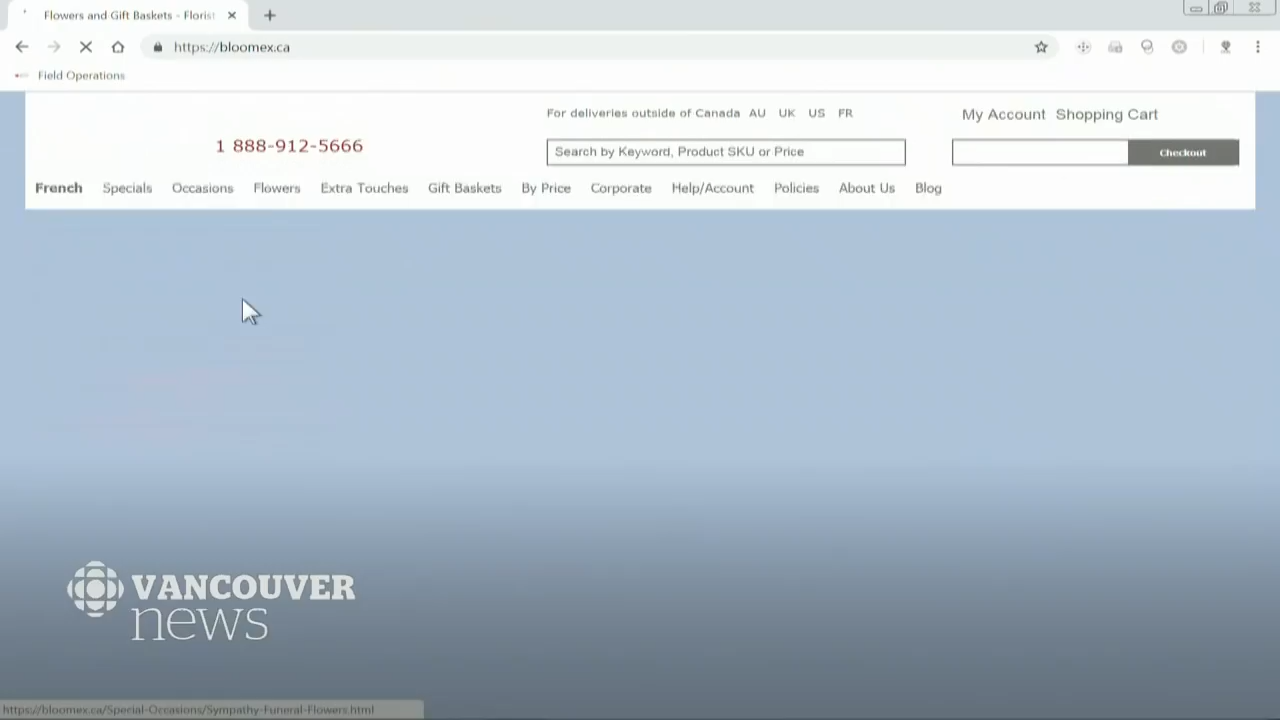 Flowers and Gift Baskets - Floris
https://bloomex.ca
Field Operations
For deliveries outside of Canada AU UK US FR
My Account Shopping Cart
1 888-912-5666
Search by Keyword, Product SKU or Price
Checkout
French Specials Occasions Flowers Extra Touches Gift Baskets By Price Corporate Help/Account Policies About Us Blog
VANCOUVER
news
https://bloomex.ca/Special-Occasions/Sympathy-Funeral-Flowers.html